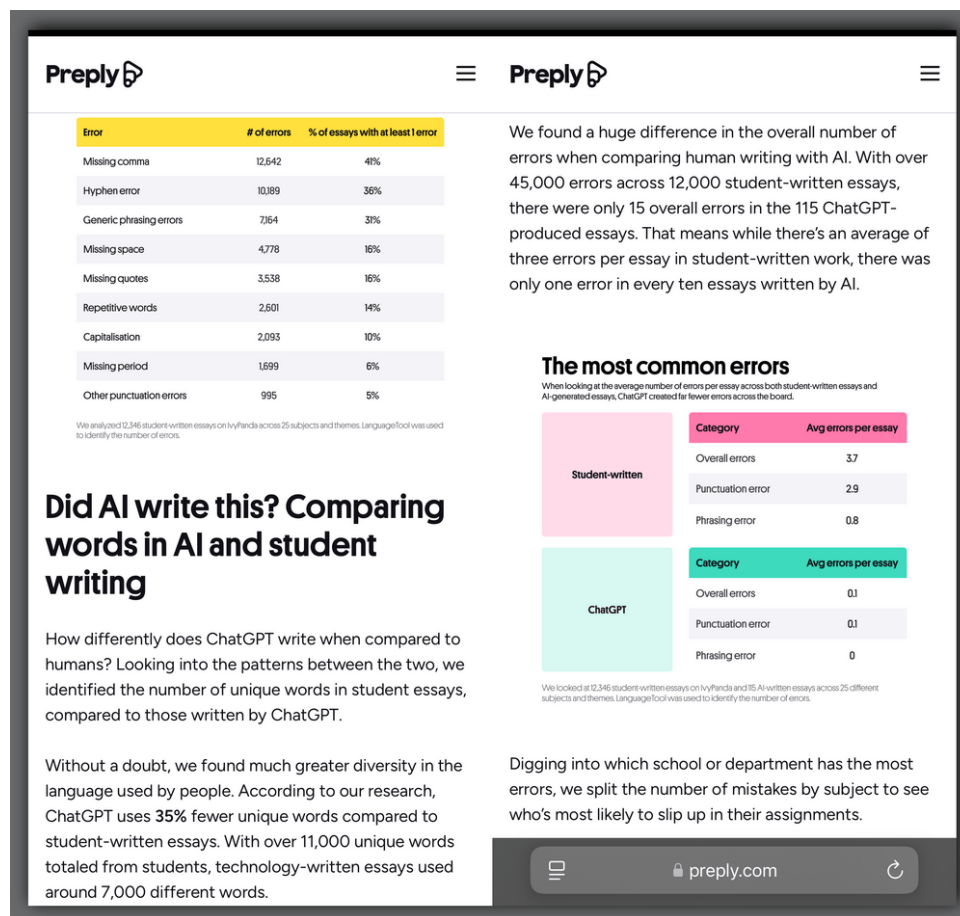 Preply
Error # of errors % of essays with at least 1 error
Missing comma 12,642 41%
Hyphen error 10,189 36%
Generic phrasing errors 7,164 31%
Missing space 4,778 16%
Missing quotes 3,538 16%
Repetitive words 2,601 14%
Capitalisation 2,093 10%
Missing period 1,699 6%
Other punctuation errors 995 5%
We analyzed 12,346 student-written essays on IvyPanda across 25 subjects and themes. LanguageTool was used
to identify the number of errors.
Did AI write this? Comparing
words in AI and student
writing
How differently does ChatGPT write when compared to
humans? Looking into the patterns between the two, we
identified the number of unique words in student essays,
compared to those written by ChatGPT.
Without a doubt, we found much greater diversity in the
language used by people. According to our research,
ChatGPT uses 35% fewer unique words compared to
student-written essays. With over 11,000 unique words
totaled from students, technology-written essays used
around 7,000 different words.
Preply
We found a huge difference in the overall number of
errors when comparing human writing with AI. With over
45,000 errors across 12,000 student-written essays,
there were only 15 overall errors in the 115 ChatGPT-
produced essays. That means while there's an average of
three errors per essay in student-written work, there was
only one error in every ten essays written by AI.
The most common errors
When looking at the average number of errors per essay across both student-written essays and
AI-generated essays, ChatGPT created far fewer errors across the board.
Student-written
Category Avg errors per essay
Overall errors 3.7
Punctuation error 2.9
Phrasing error 0.8
ChatGPT
Category Avg errors per essay
Overall errors 0.1
Punctuation error 0.1
Phrasing error 0
We looked at 12,346 student-written essays on IvyPanda and 115 AI-written essays across 25 different
subjects and themes. LanguageTool was used to identify the number of errors.
Digging into which school or department has the most
errors, we split the number of mistakes by subject to see
who's most likely to slip up in their assignments.
preply.com